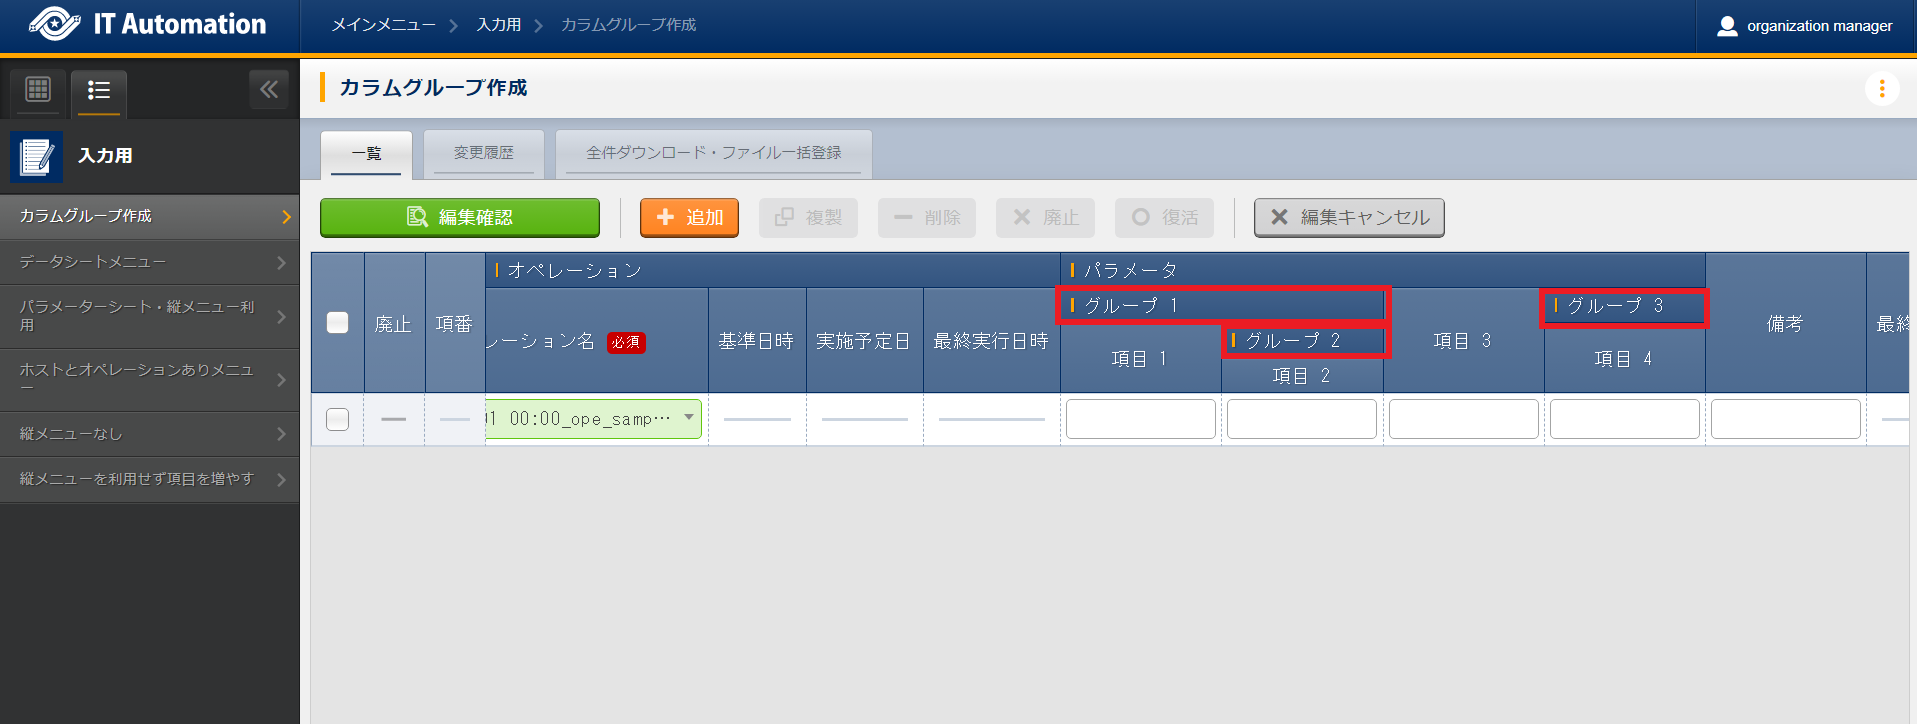 IT Automation
メインメニュー 入力用 カラムグループ作成
organization manager
入力用
カラムグループ作成
データシートメニュー
パラメーターシート・縦メニュー利
用
ホストとオペレーションありメニュ
ー
縦メニューなし
縦メニューを利用せず項目を増やす
カラムグループ作成
一覧 変更履歴 全件ダウンロード・ファイル一括登録
編集確認 追加 複製 削除 廃止 復活 編集キャンセル
オペレーション パラメータ
グループ 1 グループ 3
廃止 項番 レーション名 必須 基準日時 実施予定日 最終実行日時 項目 1 グループ 2 項目 3 項目 4 備考 最終
項目 2
00:00_ope_samp…